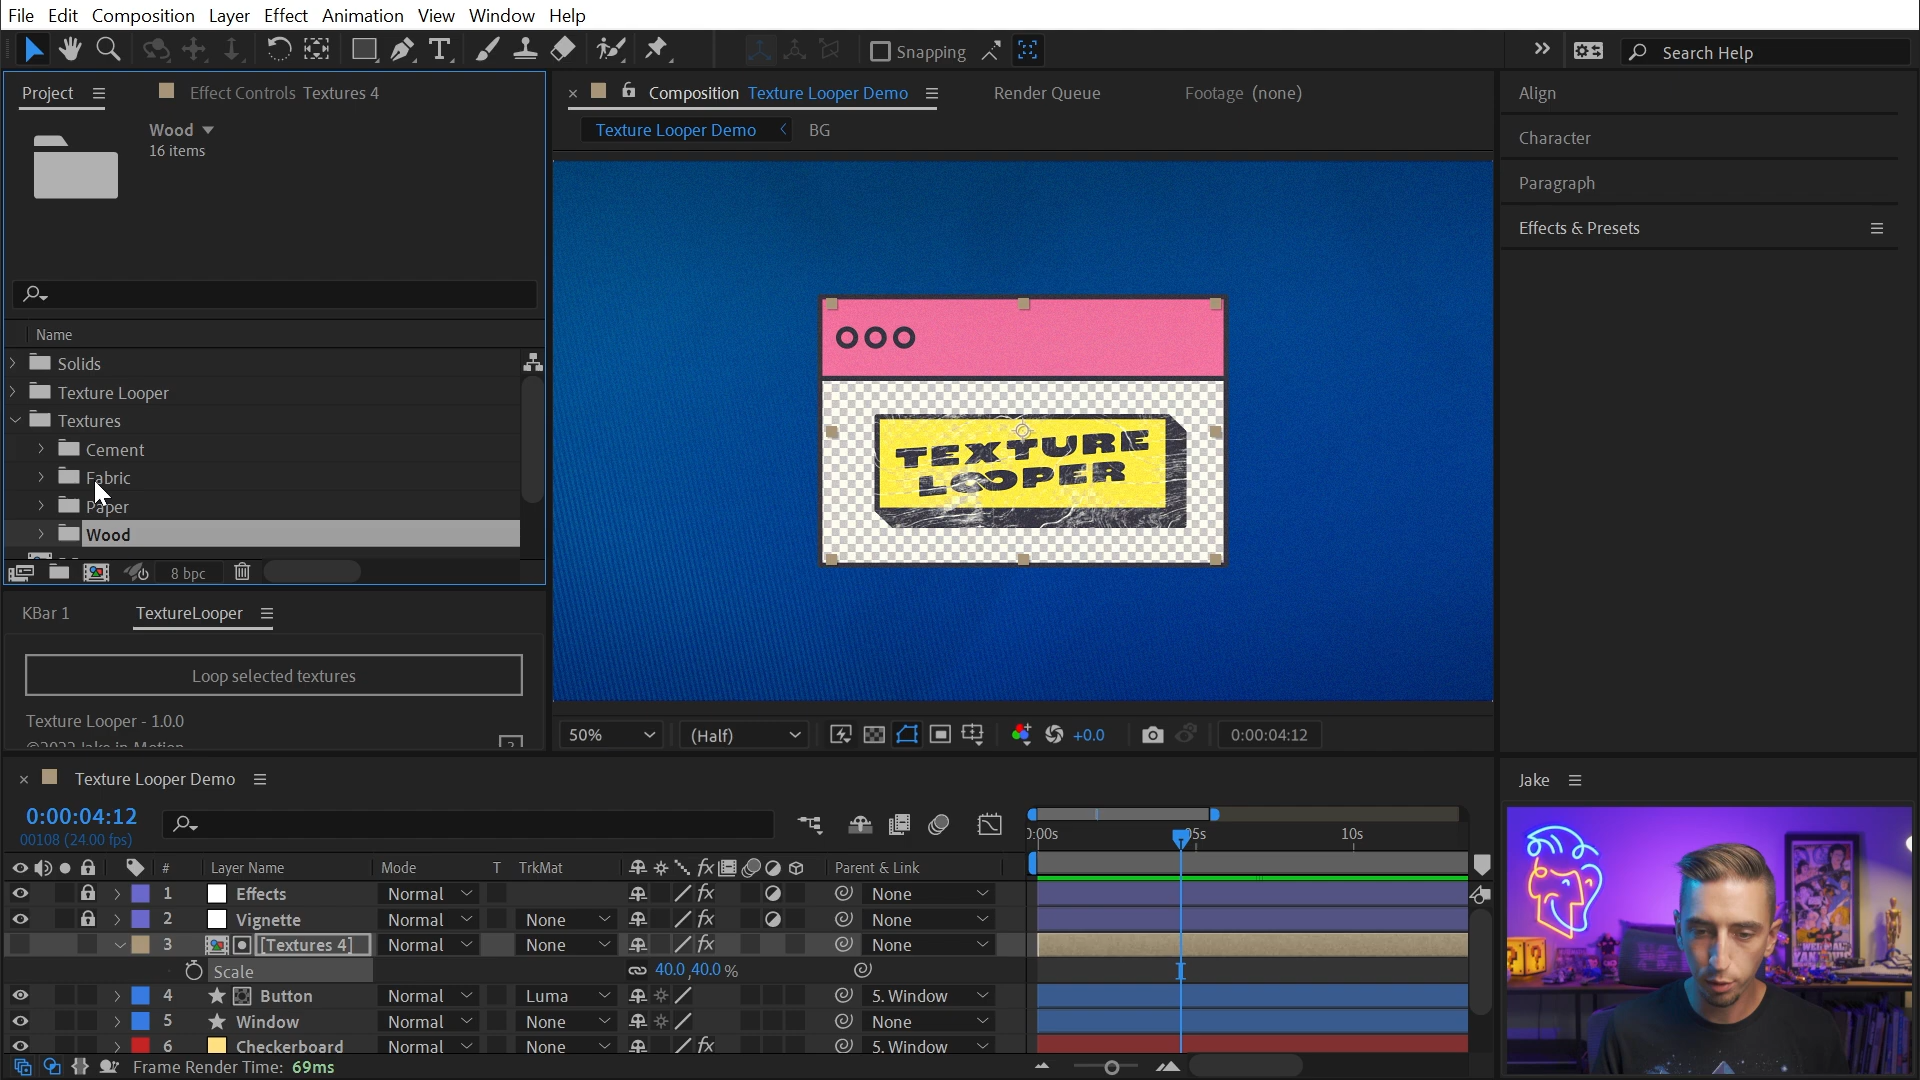 File Edit Composition Layer Effect Animation View Window Help
Snapping
Search Help
Project
Effect Controls Textures 4
Wood
16 items
Name
Solids
Texture Looper
Textures
Cement
Fabric
Paper
Wood
8 bpc
KBar 1
TextureLooper
Loop selected textures
Texture Looper - 1.0.0
Composition Texture Looper Demo
Render Queue
Footage (none)
Texture Looper Demo
BG
TEXTURE
LOOPER
50%
(Half)
+0.0
0:00:04:12
Align
Character
Paragraph
Effects & Presets
Jake
Texture Looper Demo
0:00:04:12
00108 (24.00 fps)
05s
10s
# Layer Name Mode T TrkMat Parent & Link
1 Effects Normal None
2 Vignette Normal None None
3 [Textures 4] Normal None None
Scale 40.0, 40.0 %
4 Button Normal Luma 5. Window
5 Window Normal None None
6 Checkerboard Normal None 5. Window
Frame Render Time: 69ms